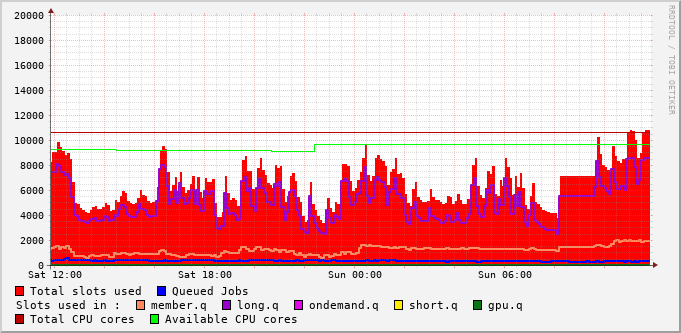 20000
18000
16000
14000
12000
10000
8000
6000
4000
2000
0
Sat 12:00 Sat 18:00 Sun 00:00 Sun 06:00
Total slots used Queued Jobs
Slots used in : member.q long.q ondemand.q short.q gpu.q
Total CPU cores Available CPU cores
RRDTOOL / TOBI OETIKER